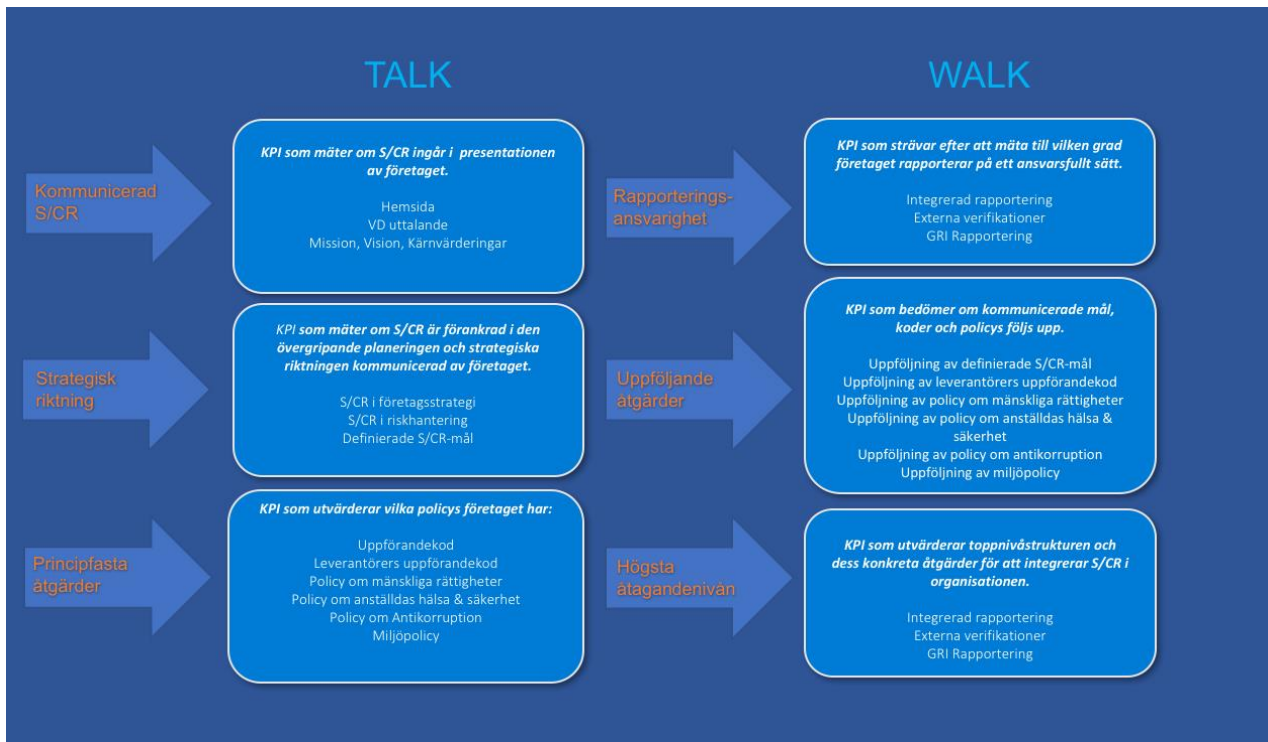 TALK
Kommunicerad
S/CR
KPI som mäter om S/CR ingår i presentationen
av företaget.
Hemsida
VD uttalande
Mission, Vision, Kärnvärderingar
Strategisk
riktning
KPI som mäter om S/CR är förankrad i den
övergripande planeringen och strategiska
riktningen kommunicerad av företaget.
S/CR i företagsstrategi
S/CR i riskhantering
Definierade S/CR-mål
Principfasta
åtgärder
KPI som utvärderar vilka policys företaget har:
Uppförandekod
Leverantörers uppförandekod
Policy om mänskliga rättigheter
Policy om anställdas hälsa & säkerhet
Policy om Antikorruption
Miljöpolicy
WALK
Rapporterings-
ansvarighet
KPI som strävar efter att mäta till vilken grad
företaget rapporterar på ett ansvarsfullt sätt.
Integrerad rapportering
Externa verifikationer
GRI Rapportering
Uppföljande
åtgärder
KPI som bedömer om kommunicerade mål,
koder och policys följs upp.
Uppföljning av definierade S/CR-mål
Uppföljning av leverantörers uppförandekod
Uppföljning av policy om mänskliga rättigheter
Uppföljning av policy om anställdas hälsa &
säkerhet
Uppföljning av policy om antikorruption
Uppföljning av miljöpolicy
Högsta
åtagandenivån
KPI som utvärderar toppnivåstrukturen och
dess konkreta åtgärder för att integrerar S/CR i
organisationen.
Integrerad rapportering
Externa verifikationer
GRI Rapportering